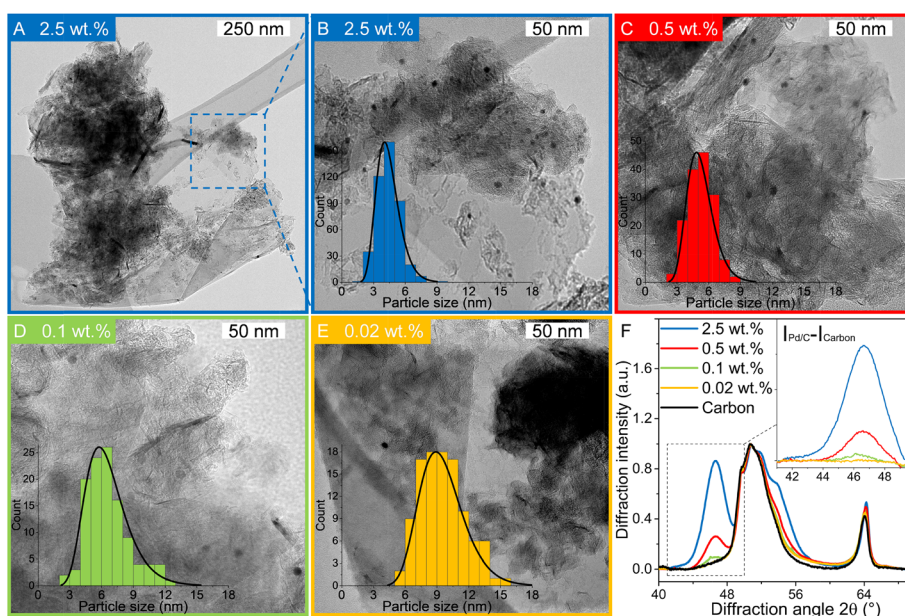 A 2.5 wt.% 250 nm
B 2.5 wt.% 50 nm
Count
120
90
60
30
0
0 3 6 9 12 15 18
Particle size (nm)
C 0.5 wt.% 50 nm
Count
50
40
30
20
10
0
0 3 6 9 12 15 18
Particle size (nm)
D 0.1 wt.% 50 nm
Count
25
20
15
10
5
0
0 3 6 9 12 15 18
Particle size (nm)
E 0.02 wt.% 50 nm
Count
18
15
12
9
6
3
0
0 3 6 9 12 15 18
Particle size (nm)
F
2.5 wt.%
0.5 wt.%
0.1 wt.%
0.02 wt.%
Carbon
IPd/C-ICarbon
42 44 46 48
Diffraction intensity (a.u.)
1.8
1.5
1.2
0.9
0.6
0.3
0.0
40 48 56 64
Diffraction angle 2θ (°)